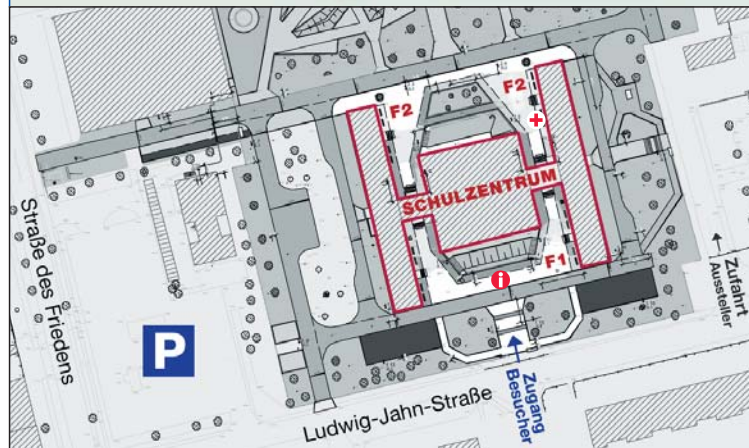 F2
F2
SCHULZENTRUM
F1
i
Straße des Friedens
P
Zufahrt
Aussteller
Zugang
Besucher
Ludwig-Jahn-Straße